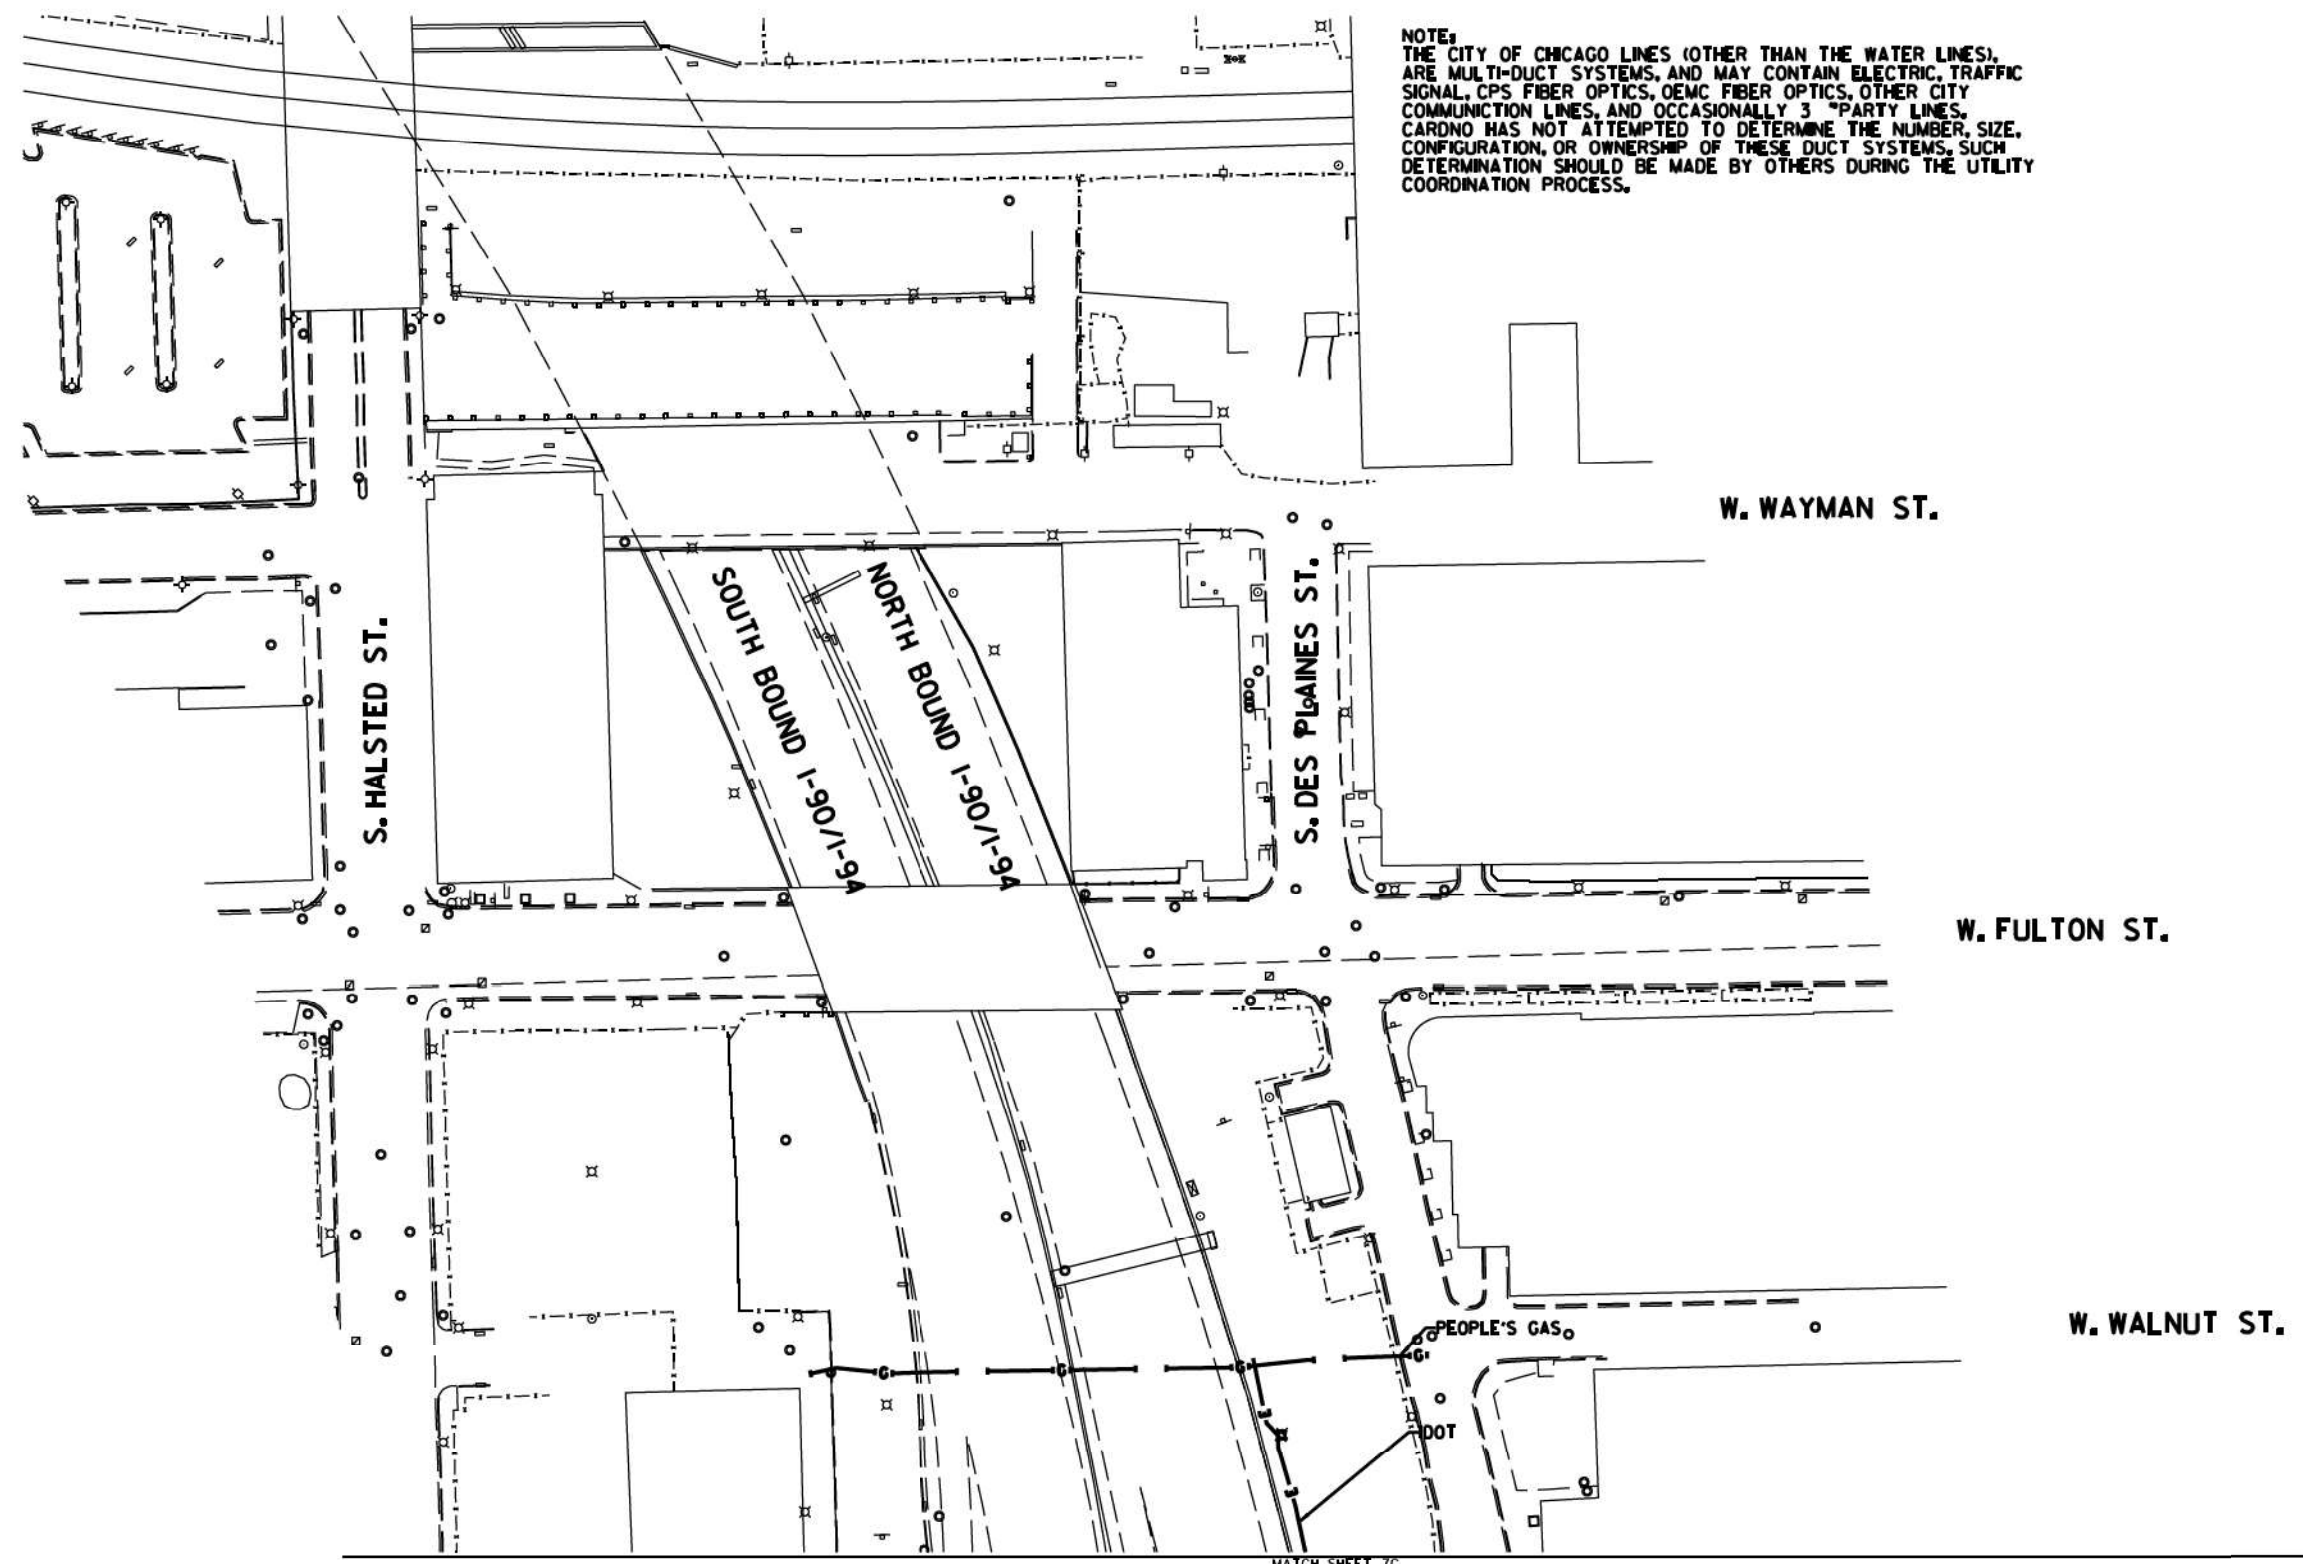 NOTE:
THE CITY OF CHICAGO LINES (OTHER THAN THE WATER LINES),
ARE MULTI-DUCT SYSTEMS, AND MAY CONTAIN ELECTRIC, TRAFFIC
SIGNAL, CPS FIBER OPTICS, OEMC FIBER OPTICS, OTHER CITY
COMMUNICTION LINES, AND OCCASIONALLY 3 "PARTY LINES.
CARDNO HAS NOT ATTEMPTED TO DETERMINE THE NUMBER, SIZE,
CONFIGURATION, OR OWNERSHIP OF THESE DUCT SYSTEMS. SUCH
DETERMINATION SHOULD BE MADE BY OTHERS DURING THE UTILITY
COORDINATION PROCESS.
W. WAYMAN ST.
S. HALSTED ST.
SOUTH BOUND I-90/I-94
NORTH BOUND I-90/I-94
S. DES PLAINES ST.
W. FULTON ST.
W. WALNUT ST.
PEOPLE'S GAS
G G G G
IDOT
MATCH SHEET 7C